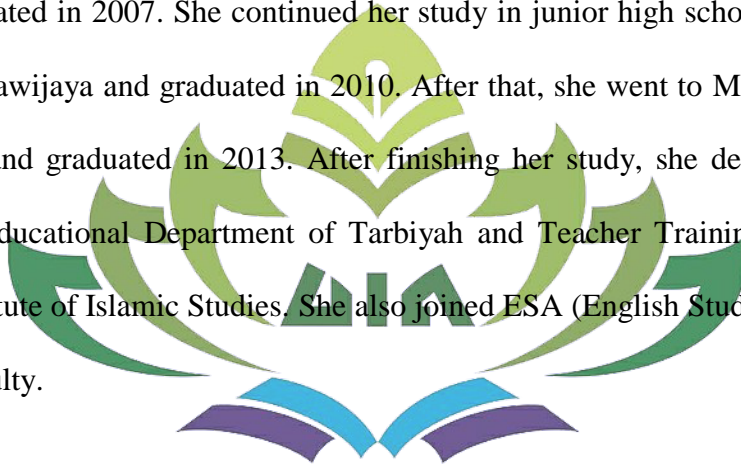 ated in 2007. She continued her study in junior high scho
awijaya and graduated in 2010. After that, she went to M
nd graduated in 2013. After finishing her study, she de
ducational Department of Tarbiyah and Teacher Trainin
tute of Islamic Studies. She also joined ESA (English Stud
ulty.